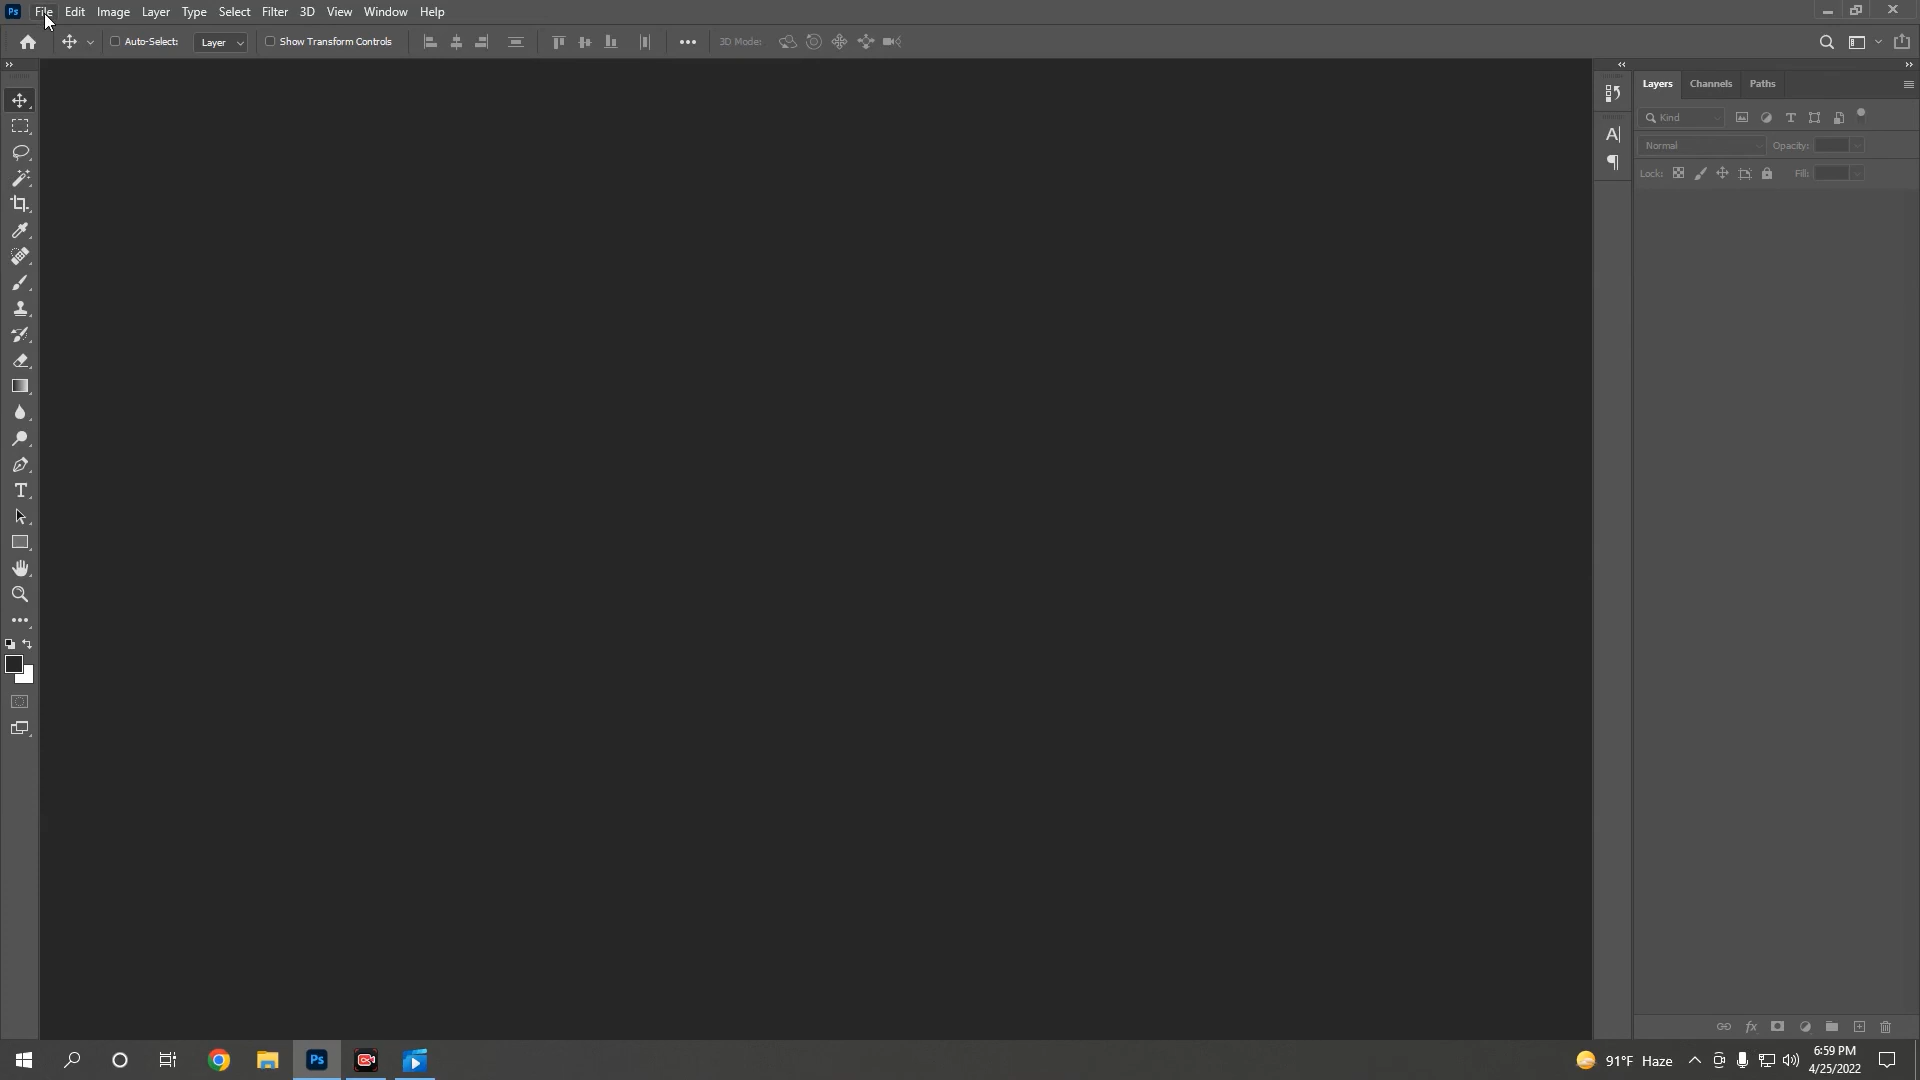 Ps File Edit Image Layer Type Select Filter 3D View Window Help
Auto-Select: Layer Show Transform Controls 3D Mode:
Layers Channels Paths
Kind
Normal Opacity:
Lock: Fill:
Ps
91°F Haze
6:59 PM
4/25/2022